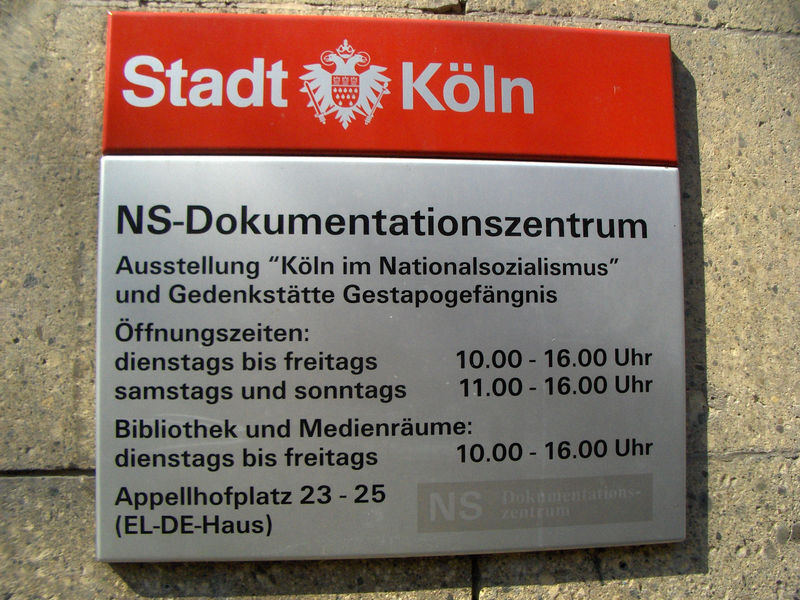 Stadt Köln
NS-Dokumentationszentrum
Ausstellung “Köln im Nationalsozialismus”
und Gedenkstätte Gestapogefängnis
Öffnungszeiten:
dienstags bis freitags 10.00 - 16.00 Uhr
samstags und sonntags 11.00 - 16.00 Uhr
Bibliothek und Medienräume:
dienstags bis freitags 10.00 - 16.00 Uhr
Appellhofplatz 23 - 25
(EL-DE-Haus)
NS Dokumentations-
zentrum